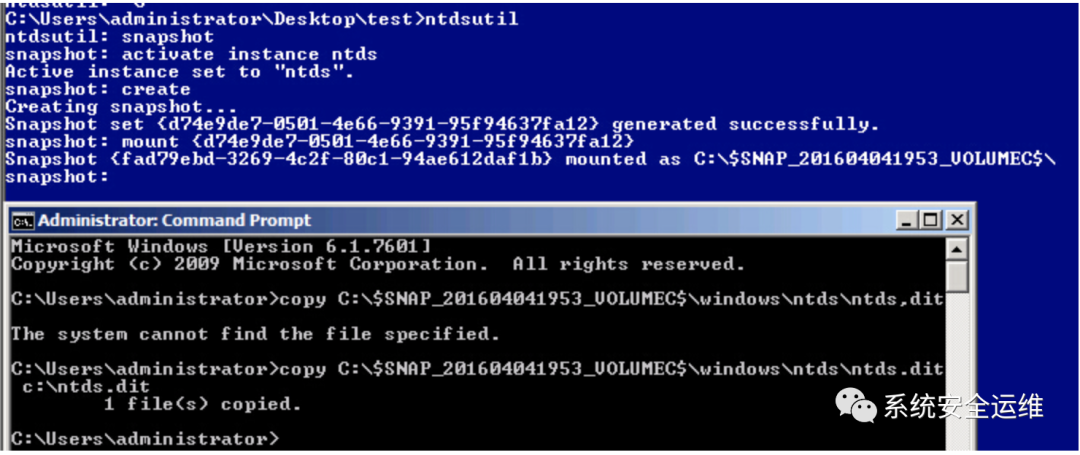 C:\Users\administrator\Desktop\test>ntdsutil
ntdsutil: snapshot
snapshot: activate instance ntds
Active instance set to "ntds".
snapshot: create
Creating snapshot...
Snapshot set {d74e9de7-0501-4e66-9391-95f94637fa12} generated successfully.
snapshot: mount {d74e9de7-0501-4e66-9391-95f94637fa12}
Snapshot {fad79ebd-3269-4c2f-80c1-94ae612daf1b} mounted as C:\$SNAP_201604041953_VOLUMEC$\
snapshot:
Administrator: Command Prompt
Microsoft Windows [Version 6.1.7601]
Copyright (c) 2009 Microsoft Corporation.  All rights reserved.
C:\Users\administrator>copy C:\$SNAP_201604041953_VOLUMEC$\windows\ntds\ntds,dit
The system cannot find the file specified.
C:\Users\administrator>copy C:\$SNAP_201604041953_VOLUMEC$\windows\ntds\ntds.dit
c:\ntds.dit
1 file(s) copied.
C:\Users\administrator>
系统安全运维